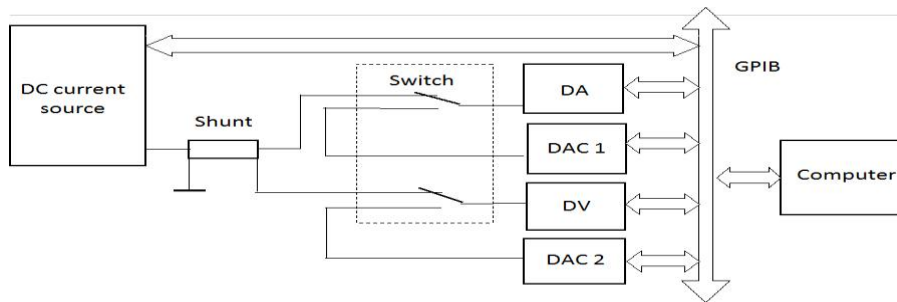 DC current
source
Shunt
Switch
DA
DAC 1
DV
DAC 2
GPIB
Computer